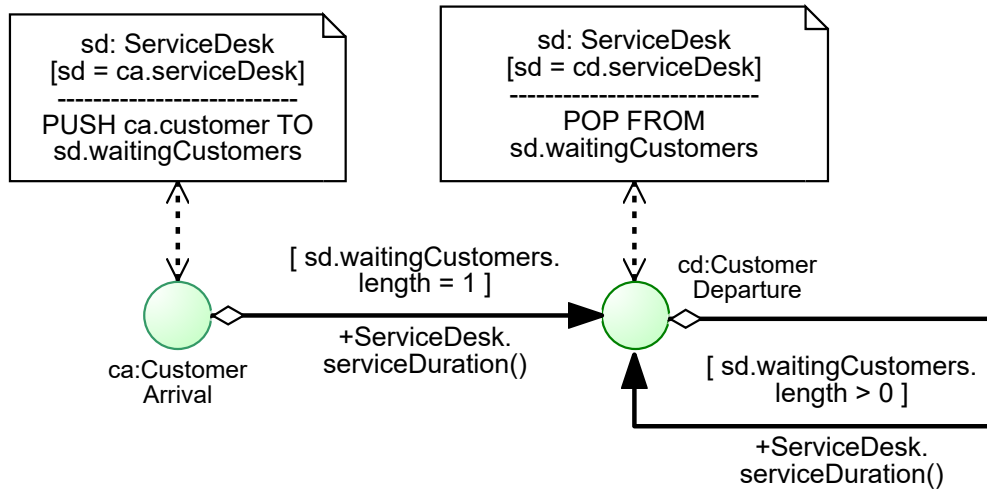 sd: ServiceDesk
[sd = ca.serviceDesk]
---------------------------
PUSH ca.customer TO
sd.waitingCustomers
sd: ServiceDesk
[sd = cd.serviceDesk]
----------------------------
POP FROM
sd.waitingCustomers
[ sd.waitingCustomers.
length = 1 ]
+ServiceDesk.
serviceDuration()
ca:Customer
Arrival
cd:Customer
Departure
[ sd.waitingCustomers.
length > 0 ]
+ServiceDesk.
serviceDuration()